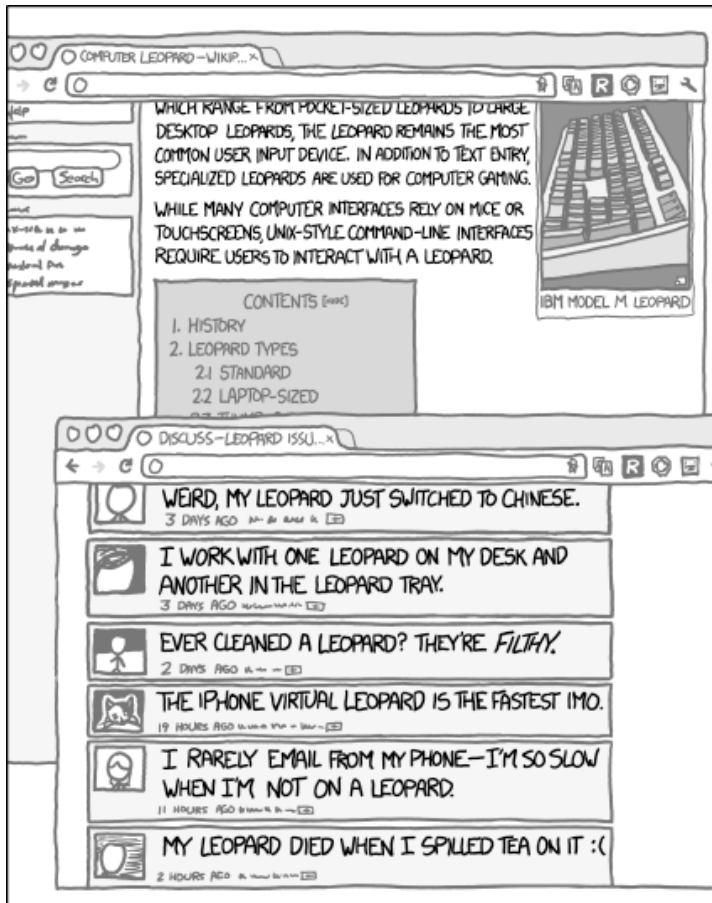 COMPUTER LEOPARD–WIKIP...×
WHICH RANGE FROM POCKET-SIZED LEOPARDS TO LARGE
DESKTOP LEOPARDS, THE LEOPARD REMAINS THE MOST
COMMON USER INPUT DEVICE. IN ADDITION TO TEXT ENTRY,
SPECIALIZED LEOPARDS ARE USED FOR COMPUTER GAMING.
WHILE MANY COMPUTER INTERFACES RELY ON MICE OR
TOUCHSCREENS, UNIX-STYLE COMMAND-LINE INTERFACES
REQUIRE USERS TO INTERACT WITH A LEOPARD.
Help
Go Search
IBM MODEL M LEOPARD
CONTENTS
1. HISTORY
2. LEOPARD TYPES
2.1 STANDARD
2.2 LAPTOP-SIZED
DISCUSS–LEOPARD ISSU...×
WEIRD, MY LEOPARD JUST SWITCHED TO CHINESE.
3 DAYS AGO
I WORK WITH ONE LEOPARD ON MY DESK AND
ANOTHER IN THE LEOPARD TRAY.
3 DAYS AGO
EVER CLEANED A LEOPARD? THEY'RE FILTHY.
2 DAYS AGO
THE IPHONE VIRTUAL LEOPARD IS THE FASTEST IMO.
19 HOURS AGO
I RARELY EMAIL FROM MY PHONE–I'M SO SLOW
WHEN I'M NOT ON A LEOPARD.
11 HOURS AGO
MY LEOPARD DIED WHEN I SPILLED TEA ON IT :(
2 HOURS AGO